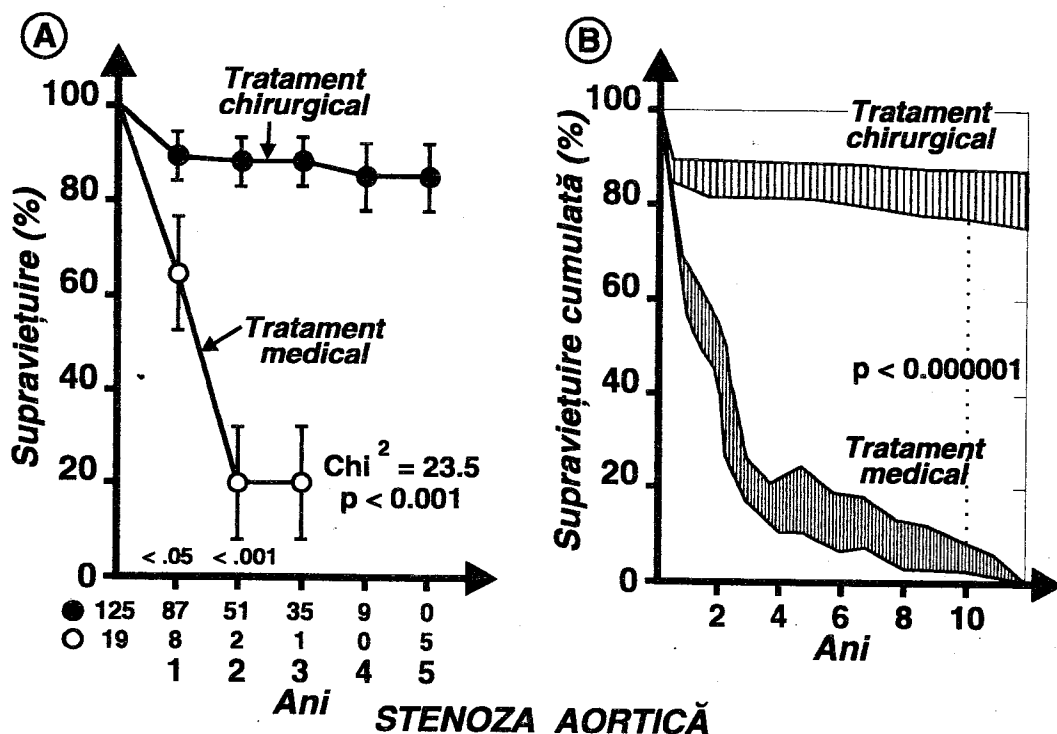 A
Supraviețuire (%)
100
80
60
40
20
0
Tratament
chirurgical
Tratament
medical
Chi 2 = 23.5
p < 0.001
< .05 < .001
125 87 51 35 9 0
19 8 2 1 0 5
1 2 3 4 5
Ani
B
Supraviețuire cumulată (%)
100
80
60
40
20
0
Tratament
chirurgical
p < 0.000001
Tratament
medical
2 4 6 8 10
Ani
STENOZA AORTICĂ